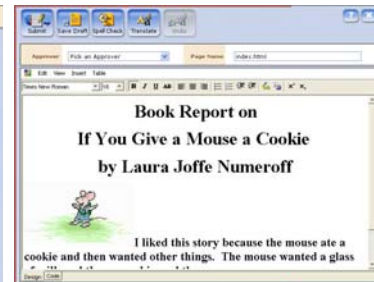 Submit Save Draft Spell Check Translate
Approver Pick an Approver Page Name index.html
Edit View Insert Table
Times New Roman
Book Report on
If You Give a Mouse a Cookie
by Laura Joffe Numeroff
I liked this story because the mouse ate a
cookie and then wanted other things. The mouse wanted a glass
Design Code